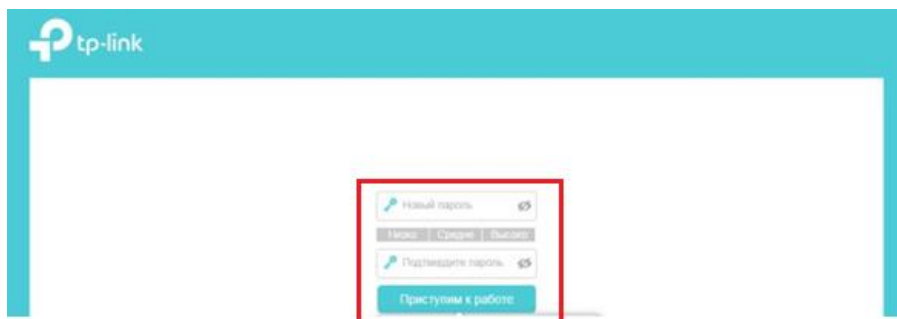 tp-link
Новый пароль
Низко Средне Высоко
Подтвердите пароль
Приступим к работе